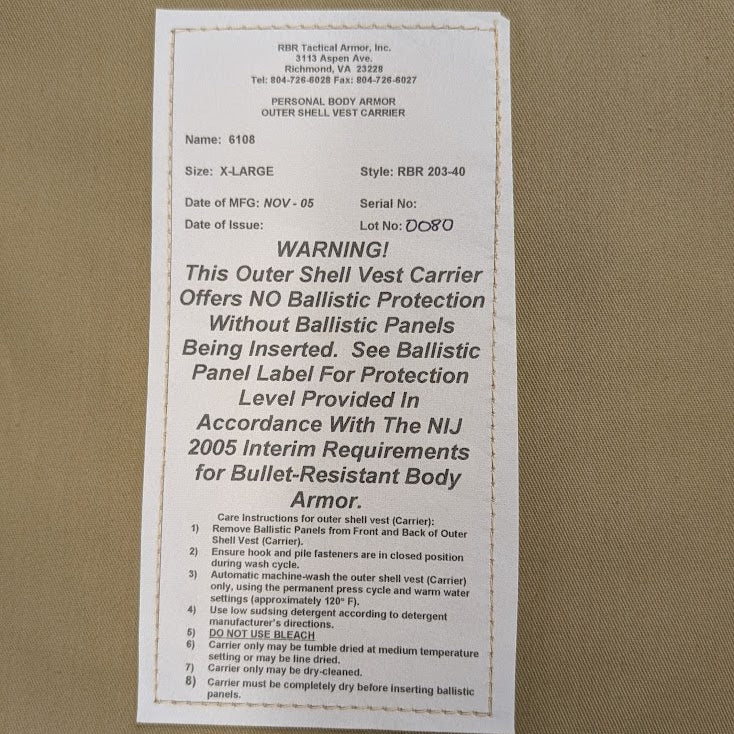 RBR Tactical Armor, Inc.
3113 Aspen Ave.
Richmond, VA 23228
Tel: 804-726-6028 Fax: 804-726-6027
PERSONAL BODY ARMOR
OUTER SHELL VEST CARRIER
Name: 6108
Size: X-LARGE Style: RBR 203-40
Date of MFG: NOV - 05 Serial No:
Date of Issue: Lot No: 0080
WARNING!
This Outer Shell Vest Carrier
Offers NO Ballistic Protection
Without Ballistic Panels
Being Inserted. See Ballistic
Panel Label For Protection
Level Provided In
Accordance With The NIJ
2005 Interim Requirements
for Bullet-Resistant Body
Armor.
Care Instructions for outer shell vest (Carrier):
1) Remove Ballistic Panels from Front and Back of Outer
Shell Vest (Carrier).
2) Ensure hook and pile fasteners are in closed position
during wash cycle.
3) Automatic machine-wash the outer shell vest (Carrier)
only, using the permanent press cycle and warm water
settings (approximately 120° F).
4) Use low sudsing detergent according to detergent
manufacturer's directions.
5) DO NOT USE BLEACH
6) Carrier only may be tumble dried at medium temperature
setting or may be line dried.
7) Carrier only may be dry-cleaned.
8) Carrier must be completely dry before inserting ballistic
panels.